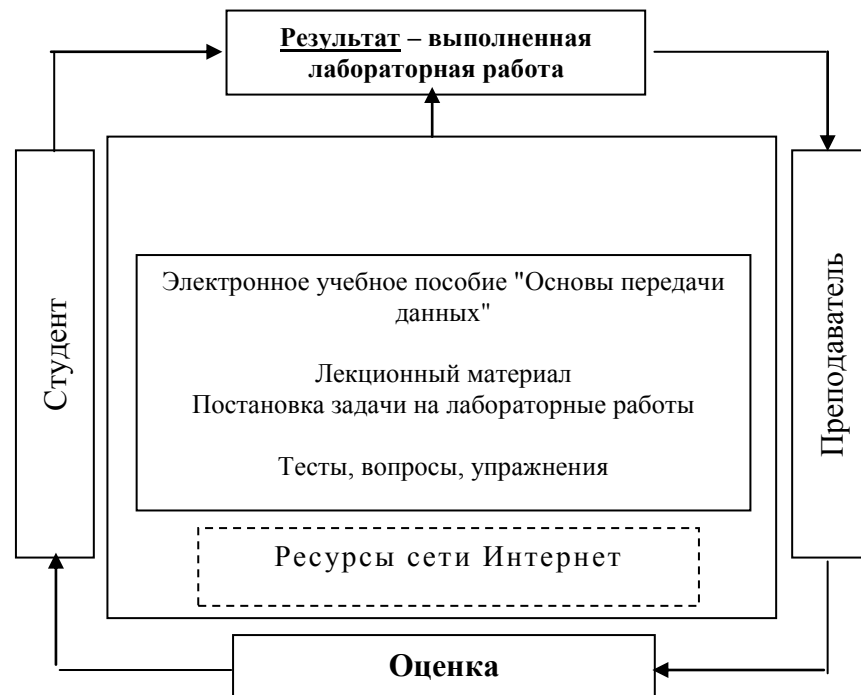 Результат – выполненная
лабораторная работа
Студент
Электронное учебное пособие "Основы передачи
данных"
Лекционный материал
Постановка задачи на лабораторные работы
Тесты, вопросы, упражнения
Ресурсы сети Интернет
Преподаватель
Оценка